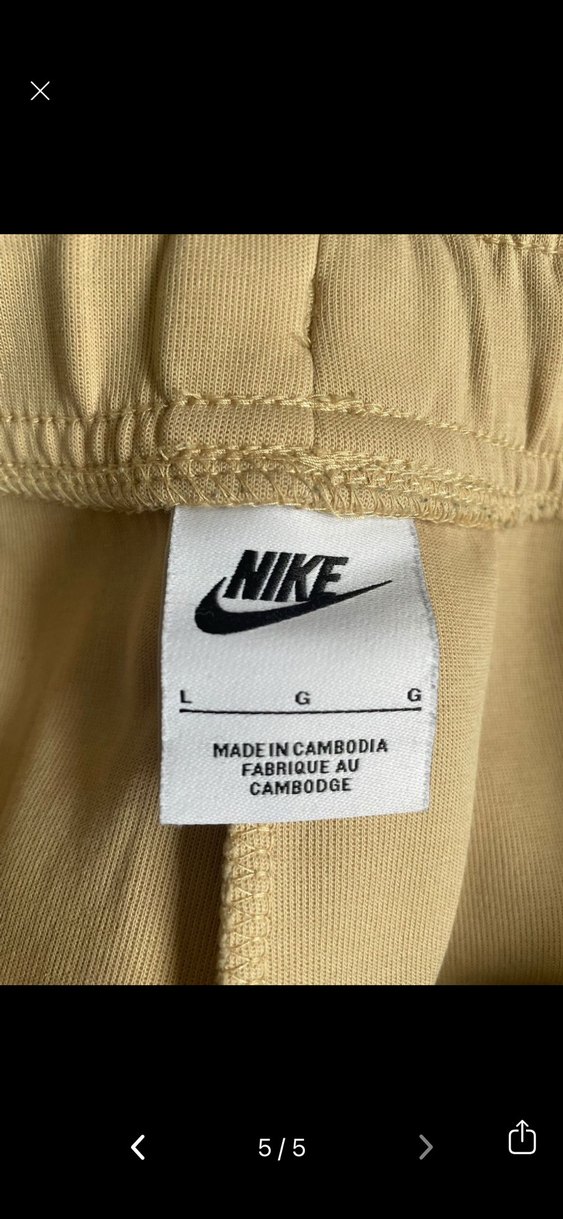 NIKE
L G G
MADE IN CAMBODIA
FABRIQUE AU
CAMBODGE
5/5